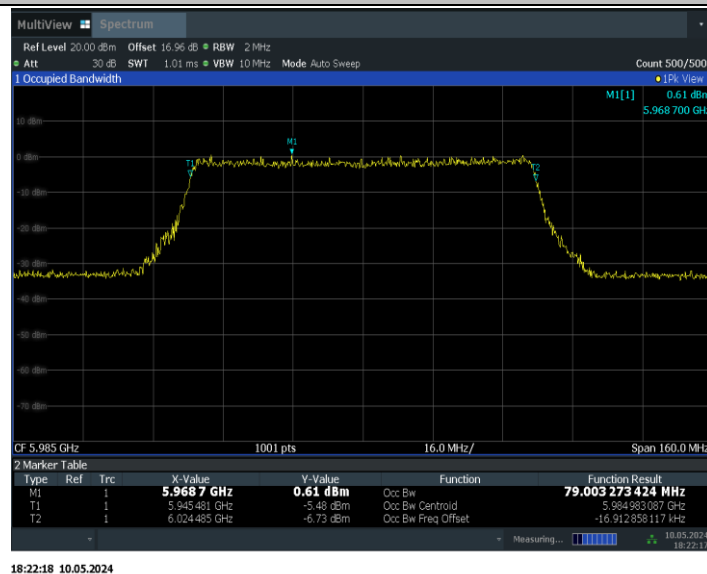 MultiView Spectrum
Ref Level 20.00 dBm Offset 16.96 dB RBW 2 MHz
Att 30 dB SWT 1.01 ms VBW 10 MHz Mode Auto Sweep Count 500/500
1 Occupied Bandwidth 1Pk View
M1[1] 0.61 dBm
5.968 700 GHz
10 dBm
M1
0 dBm
T1
T2
-10 dBm
-20 dBm
-30 dBm
-40 dBm
-50 dBm
-60 dBm
-70 dBm
CF 5.985 GHz 1001 pts 16.0 MHz/ Span 160.0 MHz
2 Marker Table
Type Ref Trc X-Value Y-Value Function Function Result
M1 1 5.968 7 GHz 0.61 dBm Occ Bw 79.003 273 424 MHz
T1 1 5.945 481 GHz -5.48 dBm Occ Bw Centroid 5.984 983 087 GHz
T2 1 6.024 485 GHz -6.73 dBm Occ Bw Freq Offset -16.912 858 117 kHz
Measuring... 10.05.2024
18:22:17
18:22:18 10.05.2024